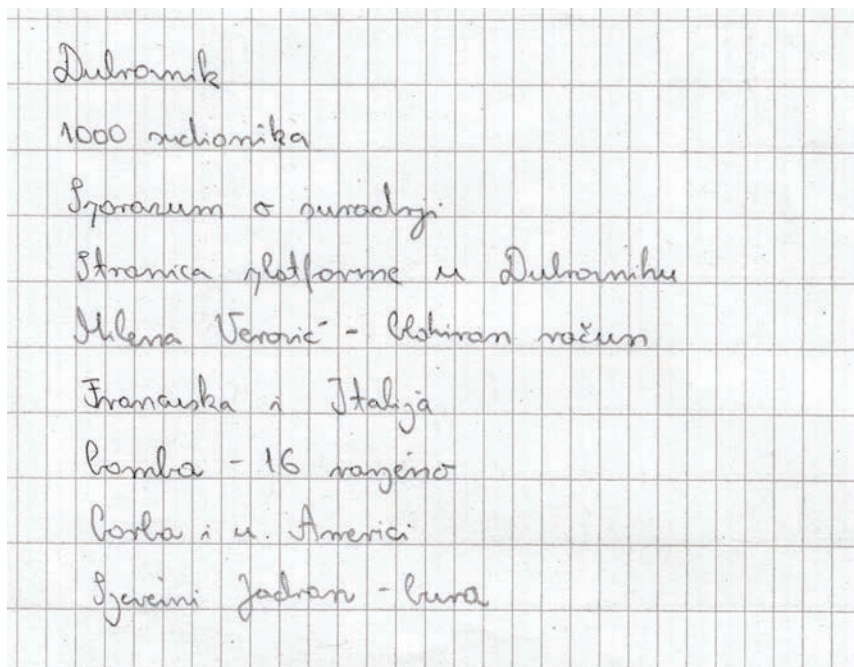 Dubrovnik
1000 sudionika
Sporazum o suradnji
Stranica platforme u Dubrovniku
Milena Verović - blokiran račun
Francuska i Italija
bomba - 16 ranjeno
borba i u Americi
Sjeverni Jadran - bura